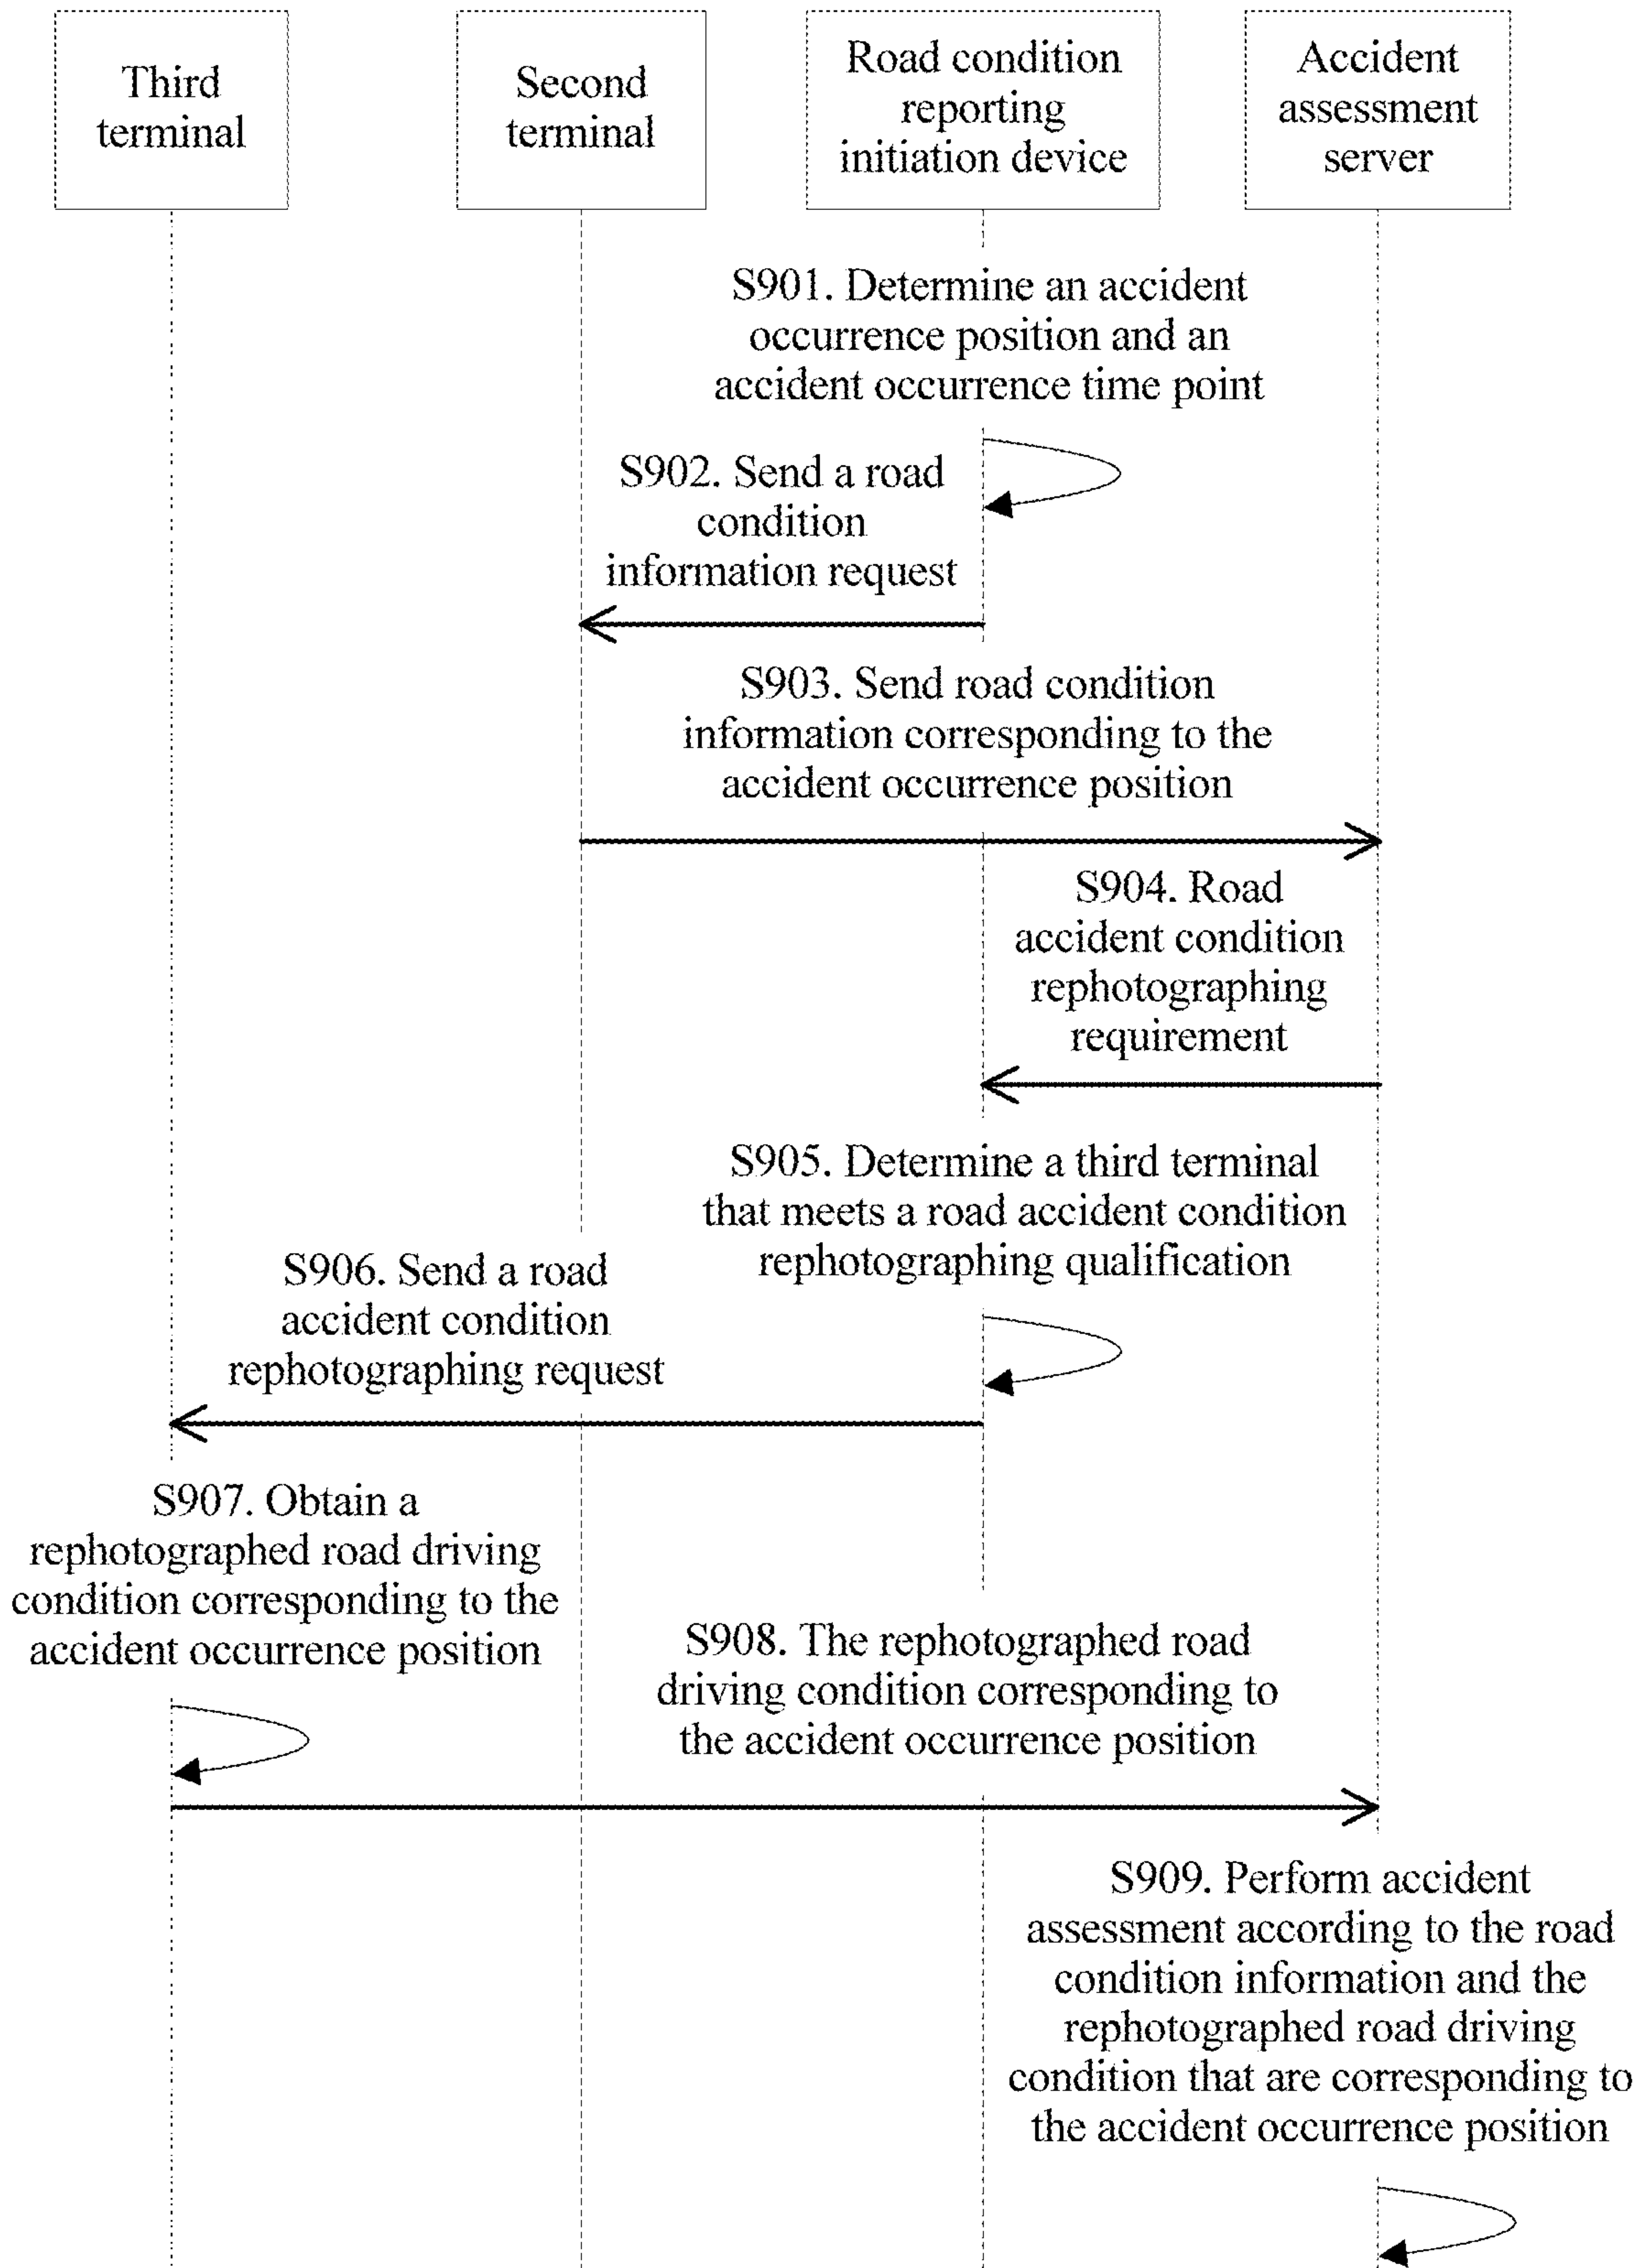 Third
terminal
Second
terminal
Road condition
reporting
initiation device
Accident
assessment
server
S901. Determine an accident
occurrence position and an
accident occurrence time point
S902. Send a road
condition
information request
S903. Send road condition
information corresponding to the
accident occurrence position
S904. Road
accident condition
rephotographing
requirement
S905. Determine a third terminal
that meets a road accident condition
rephotographing qualification
S906. Send a road
accident condition
rephotographing request
S907. Obtain a
rephotographed road driving
condition corresponding to the
accident occurrence position
S908. The rephotographed road
driving condition corresponding to
the accident occurrence position
S909. Perform accident
assessment according to the road
condition information and the
rephotographed road driving
condition that are corresponding to
the accident occurrence position